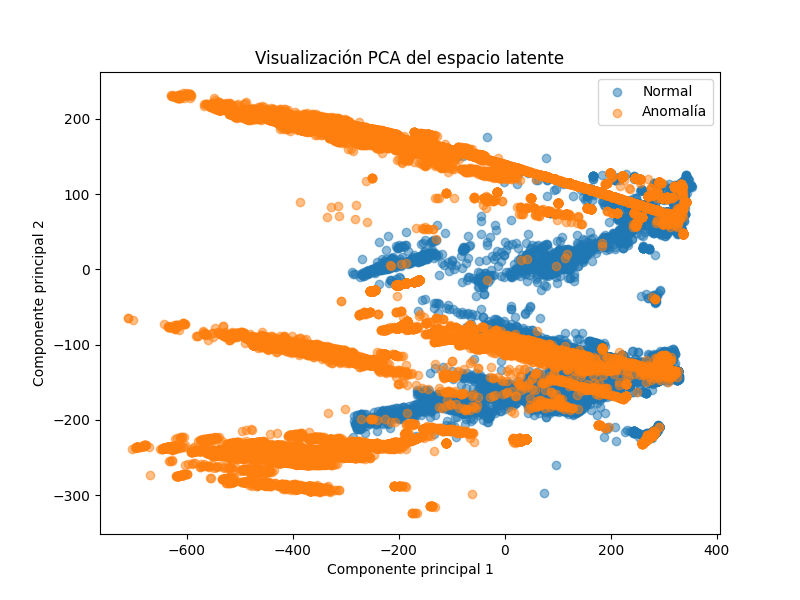 Visualización PCA del espacio latente
Normal
Anomalía
Componente principal 2
200
100
0
−100
−200
−300
−600
−400
−200
0
200
400
Componente principal 1